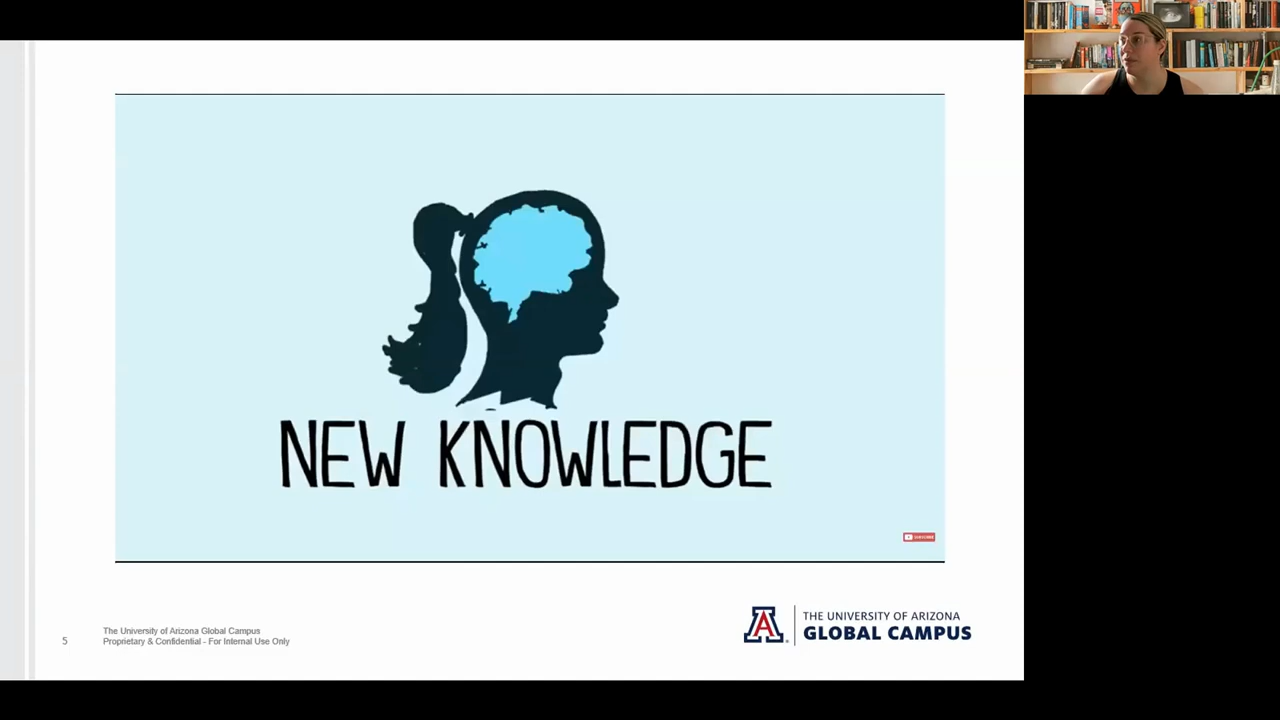 NEW KNOWLEDGE
SUBSCRIBE
5
The University of Arizona Global Campus
Proprietary & Confidential - For Internal Use Only
A
THE UNIVERSITY OF ARIZONA
GLOBAL CAMPUS